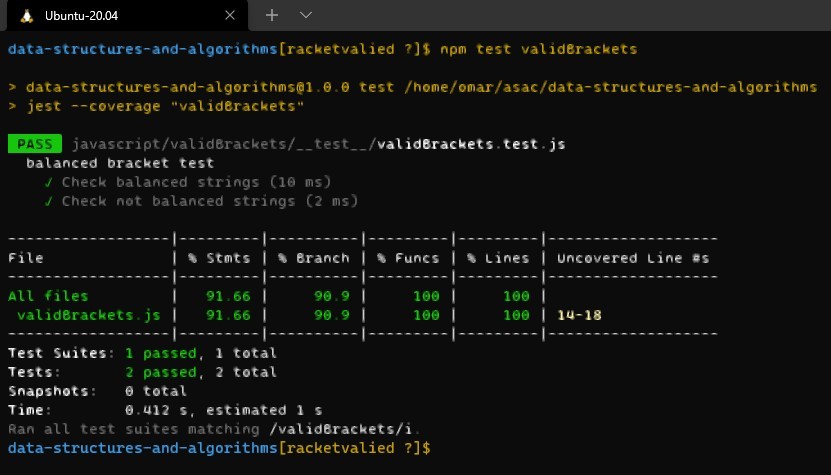 Ubuntu-20.04
data-structures-and-algorithms[racketvalied ?]$ npm test validBrackets
> data-structures-and-algorithms@1.0.0 test /home/omar/asac/data-structures-and-algorithms
> jest --coverage "validBrackets"
PASS javascript/validBrackets/__test__/validBrackets.test.js
balanced bracket test
√ Check balanced strings (10 ms)
√ Check not balanced strings (2 ms)
-------------------|---------|----------|---------|---------|-------------------
File | % Stmts | % Branch | % Funcs | % Lines | Uncovered Line #s
-------------------|---------|----------|---------|---------|-------------------
All files | 91.66 | 90.9 | 100 | 100 |
validBrackets.js | 91.66 | 90.9 | 100 | 100 | 14-18
-------------------|---------|----------|---------|---------|-------------------
Test Suites: 1 passed, 1 total
Tests: 2 passed, 2 total
Snapshots: 0 total
Time: 0.412 s, estimated 1 s
Ran all test suites matching /validBrackets/i.
data-structures-and-algorithms[racketvalied ?]$